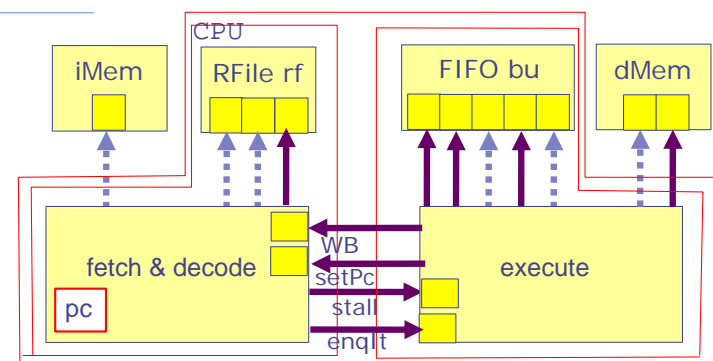 CPU
iMem
RFile rf
FIFO bu
dMem
WB
fetch & decode
setPc
execute
pc
stall
enqIt